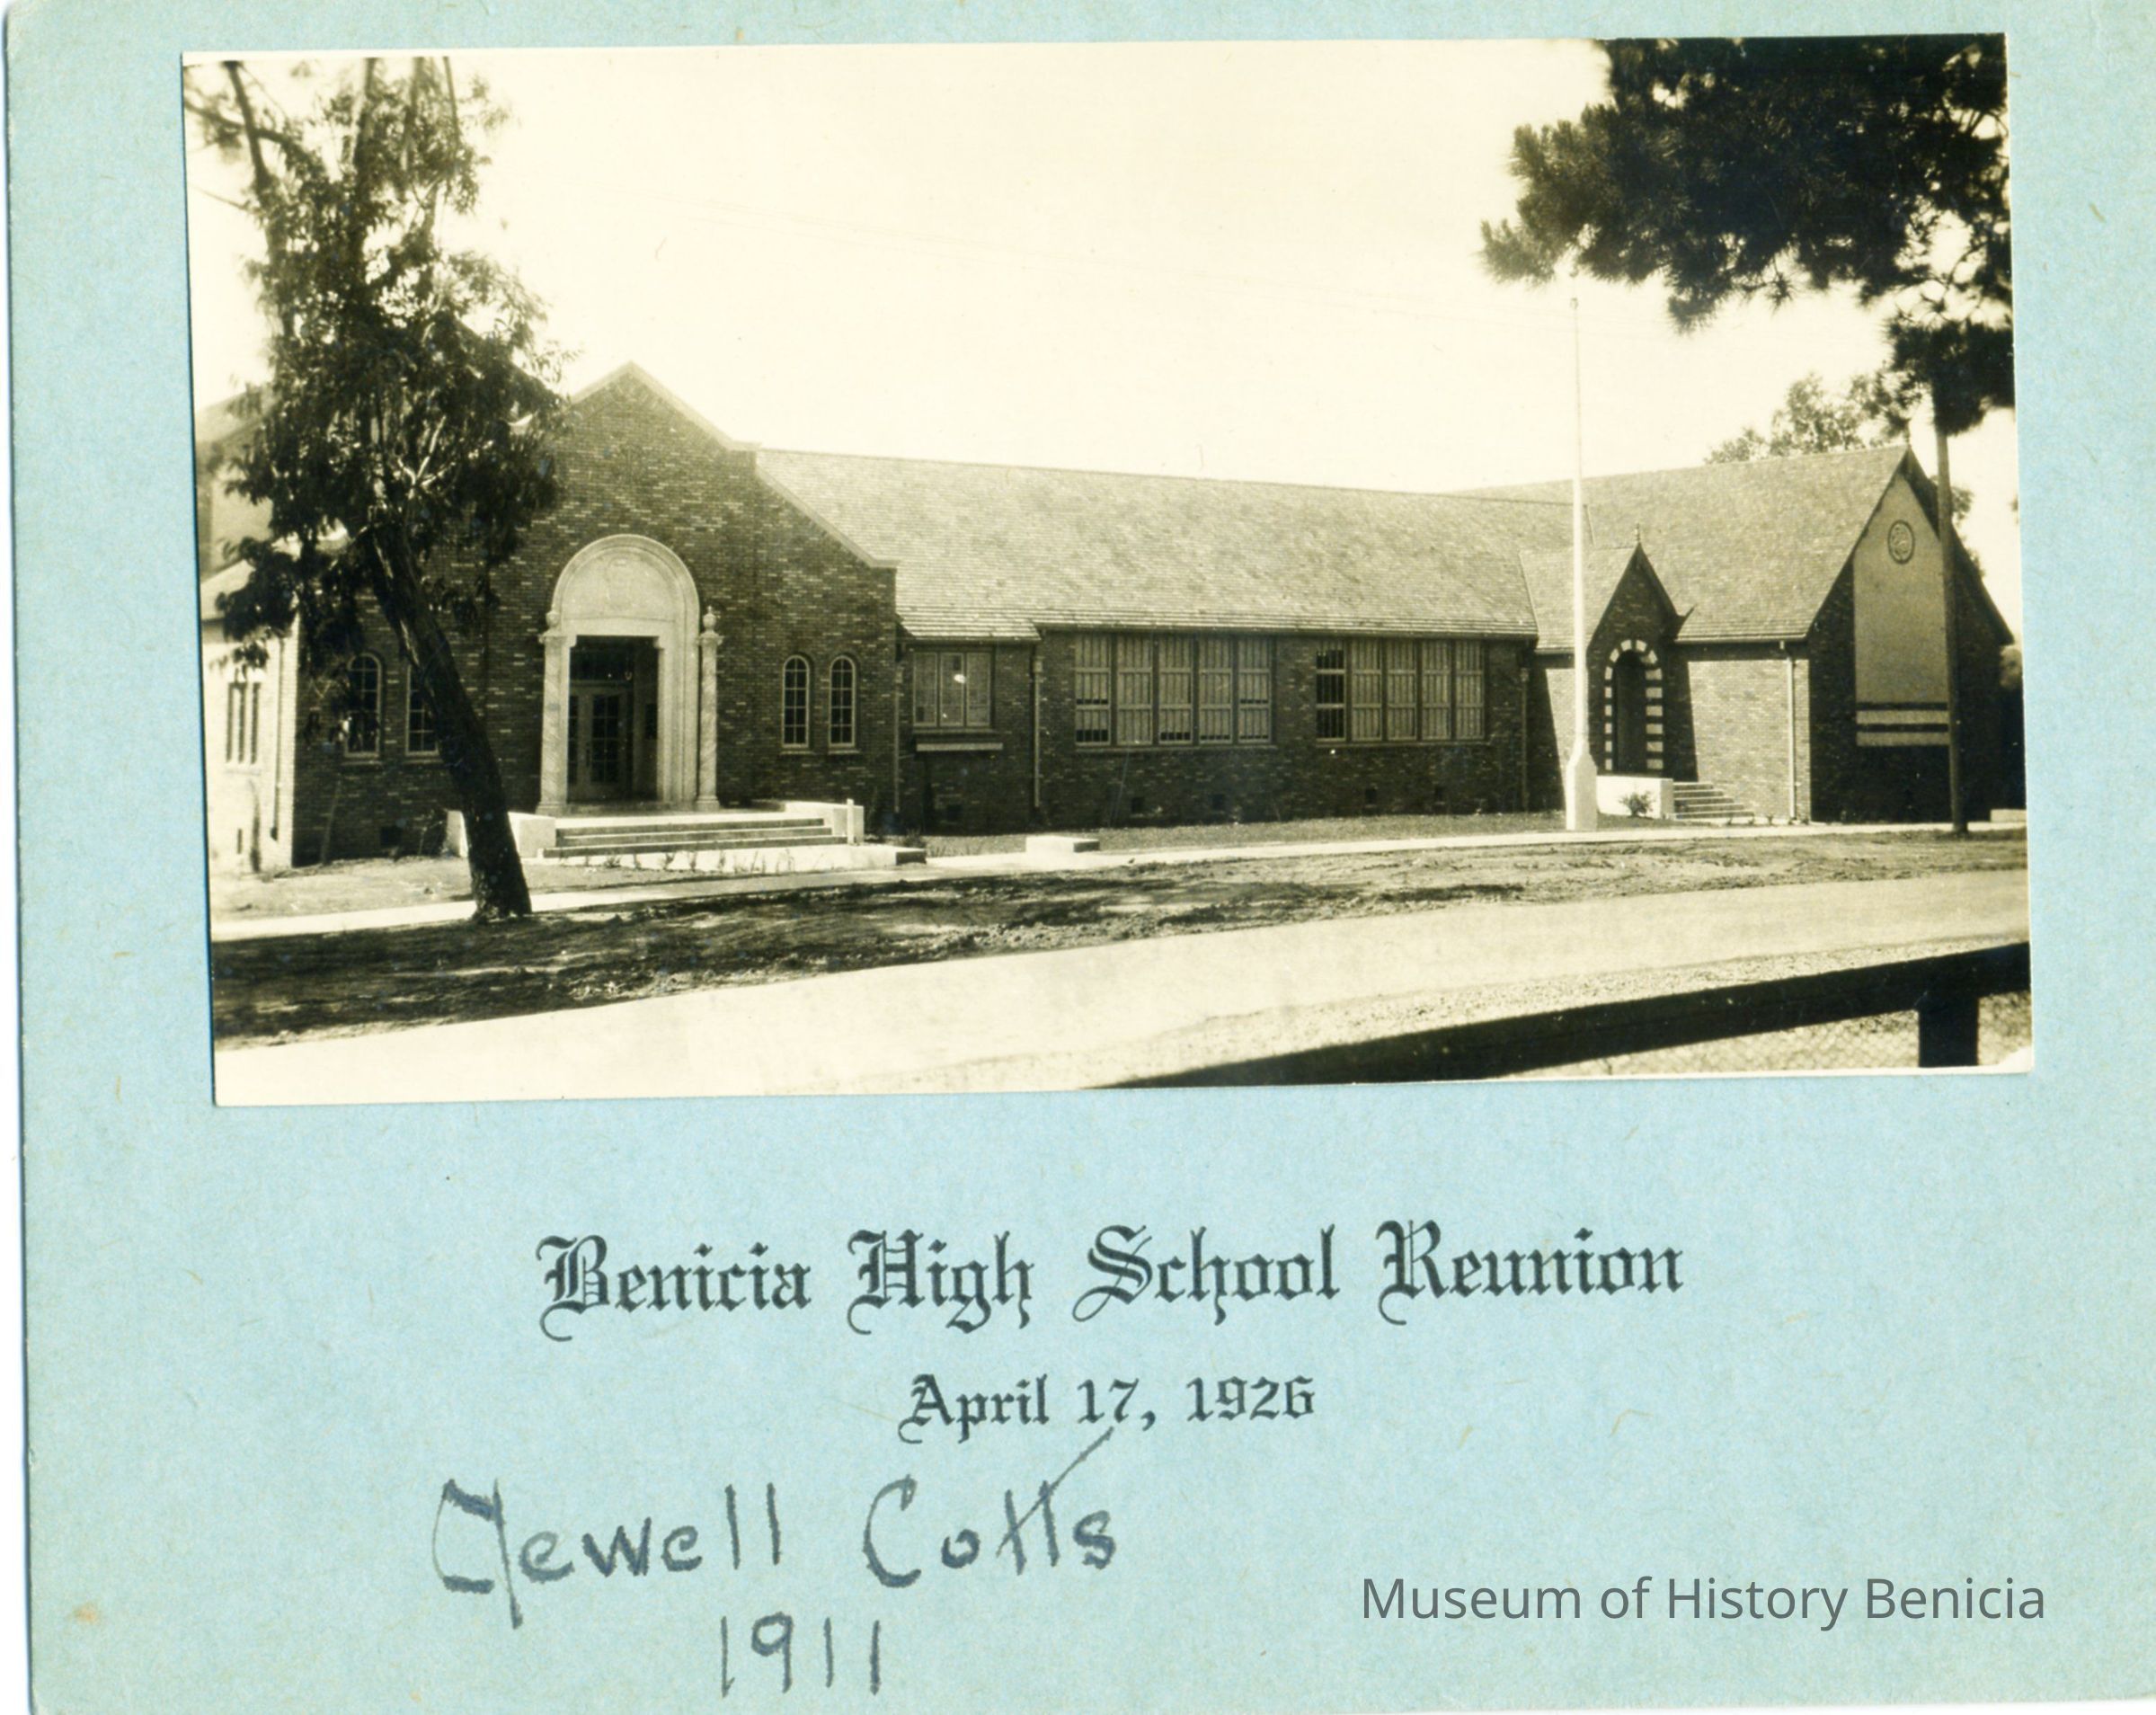 Benicia High School Reunion
April 17, 1926
Jewell Cotts
1911
Museum of History Benicia